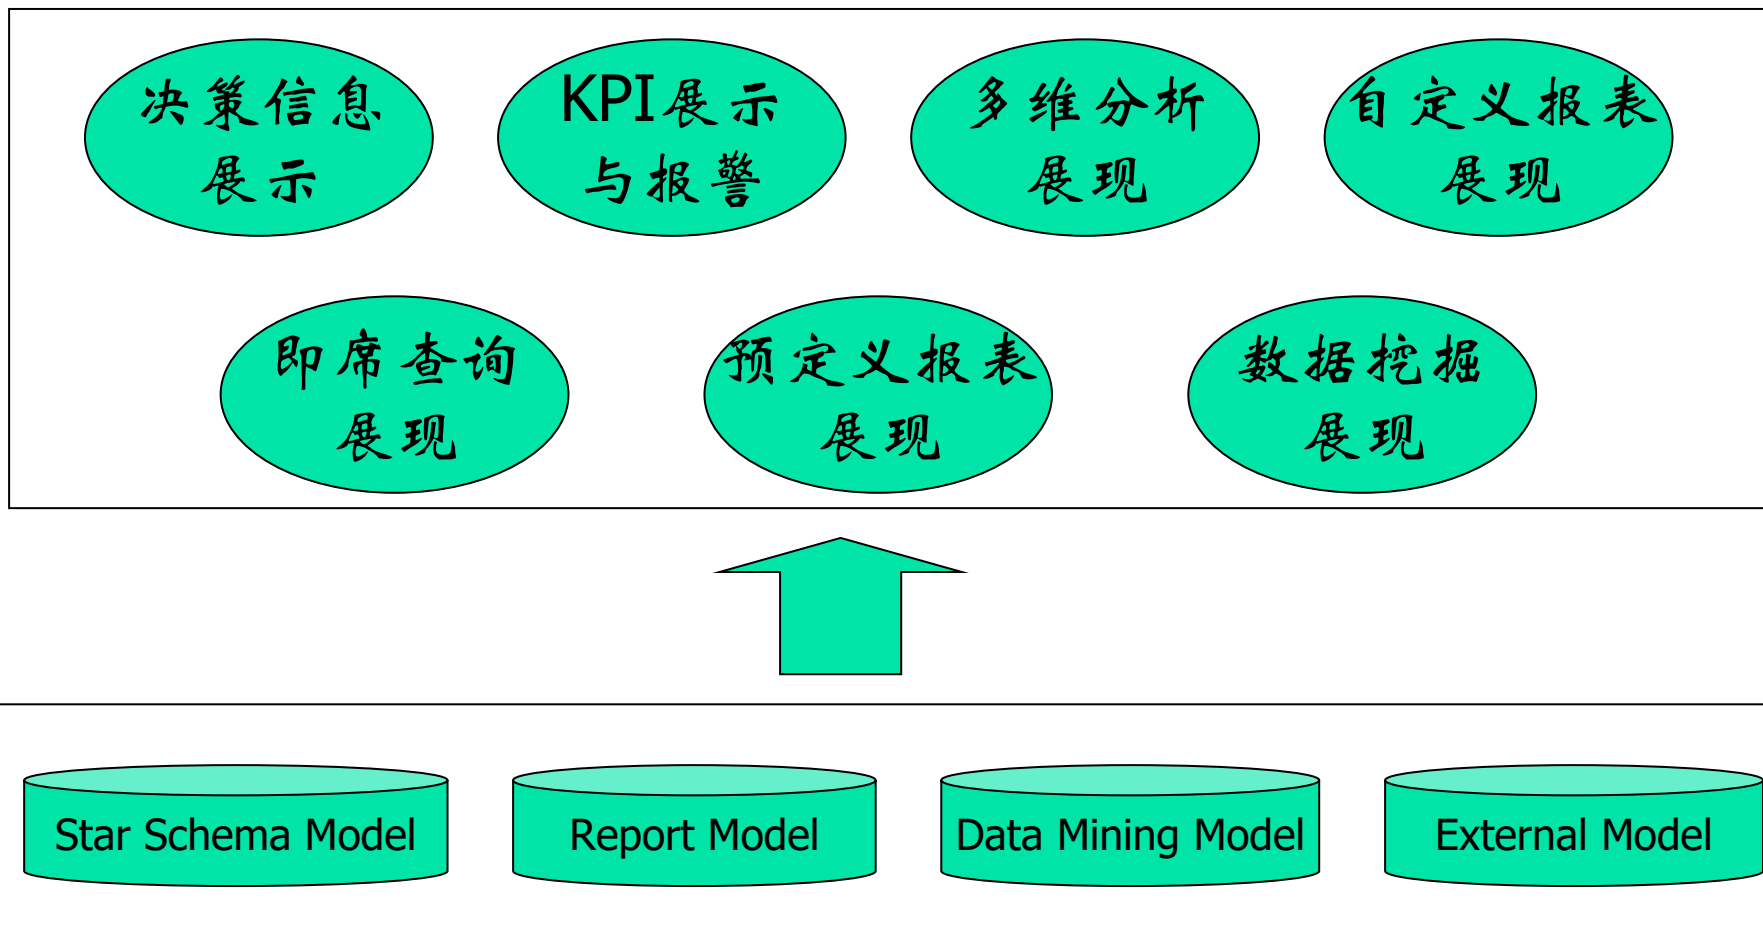 决策信息
展示
KPI展示
与报警
多维分析
展现
自定义报表
展现
即席查询
展现
预定义报表
展现
数据挖掘
展现
Star Schema Model
Report Model
Data Mining Model
External Model